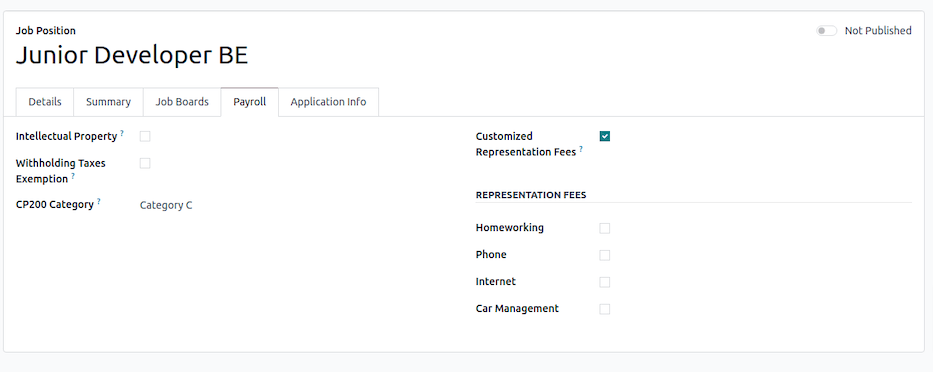 Job Position
Not Published
Junior Developer BE
Details
Summary
Job Boards
Payroll
Application Info
Intellectual Property ?
Withholding Taxes
Exemption ?
CP200 Category ?
Category C
Customized
Representation Fees ?
REPRESENTATION FEES
Homeworking
Phone
Internet
Car Management